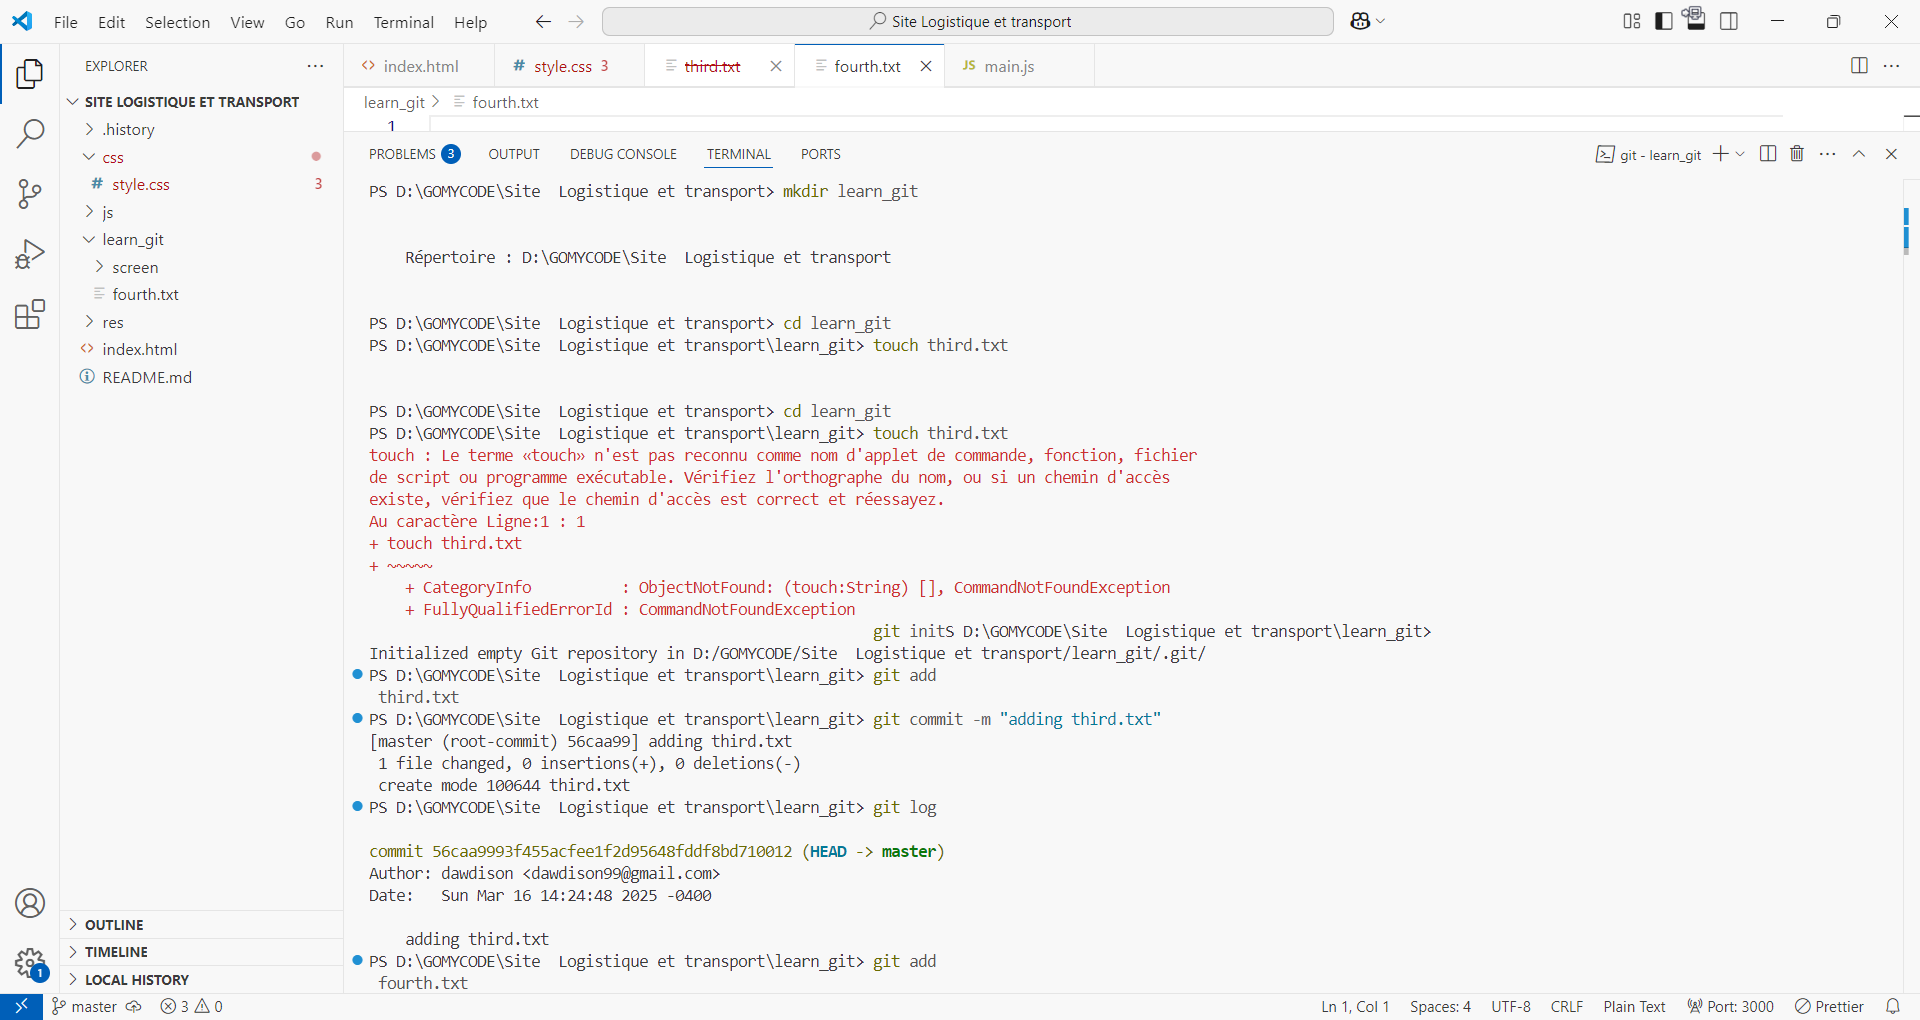 File Edit Selection View Go Run Terminal Help
Site Logistique et transport
EXPLORER
SITE LOGISTIQUE ET TRANSPORT
.history
css
# style.css 3
js
learn_git
screen
fourth.txt
res
index.html
README.md
OUTLINE
TIMELINE
LOCAL HISTORY
index.html
# style.css 3
third.txt
fourth.txt
JS main.js
learn_git > fourth.txt
1
PROBLEMS 3 OUTPUT DEBUG CONSOLE TERMINAL PORTS
git - learn_git
PS D:\GOMYCODE\Site  Logistique et transport> mkdir learn_git
Répertoire : D:\GOMYCODE\Site  Logistique et transport
PS D:\GOMYCODE\Site  Logistique et transport> cd learn_git
PS D:\GOMYCODE\Site  Logistique et transport\learn_git> touch third.txt
PS D:\GOMYCODE\Site  Logistique et transport> cd learn_git
PS D:\GOMYCODE\Site  Logistique et transport\learn_git> touch third.txt
touch : Le terme «touch» n'est pas reconnu comme nom d'applet de commande, fonction, fichier
de script ou programme exécutable. Vérifiez l'orthographe du nom, ou si un chemin d'accès
existe, vérifiez que le chemin d'accès est correct et réessayez.
Au caractère Ligne:1 : 1
+ touch third.txt
+ ~~~~~
+ CategoryInfo          : ObjectNotFound: (touch:String) [], CommandNotFoundException
+ FullyQualifiedErrorId : CommandNotFoundException
git initS D:\GOMYCODE\Site  Logistique et transport\learn_git>
Initialized empty Git repository in D:/GOMYCODE/Site  Logistique et transport/learn_git/.git/
PS D:\GOMYCODE\Site  Logistique et transport\learn_git> git add
third.txt
PS D:\GOMYCODE\Site  Logistique et transport\learn_git> git commit -m "adding third.txt"
[master (root-commit) 56caa99] adding third.txt
1 file changed, 0 insertions(+), 0 deletions(-)
create mode 100644 third.txt
PS D:\GOMYCODE\Site  Logistique et transport\learn_git> git log
commit 56caa9993f455acfee1f2d95648fddf8bd710012 (HEAD -> master)
Author: dawdison <dawdison99@gmail.com>
Date:   Sun Mar 16 14:24:48 2025 -0400
adding third.txt
PS D:\GOMYCODE\Site  Logistique et transport\learn_git> git add
fourth.txt
1
master 3 0
Ln 1, Col 1 Spaces: 4 UTF-8 CRLF Plain Text Port: 3000 Prettier